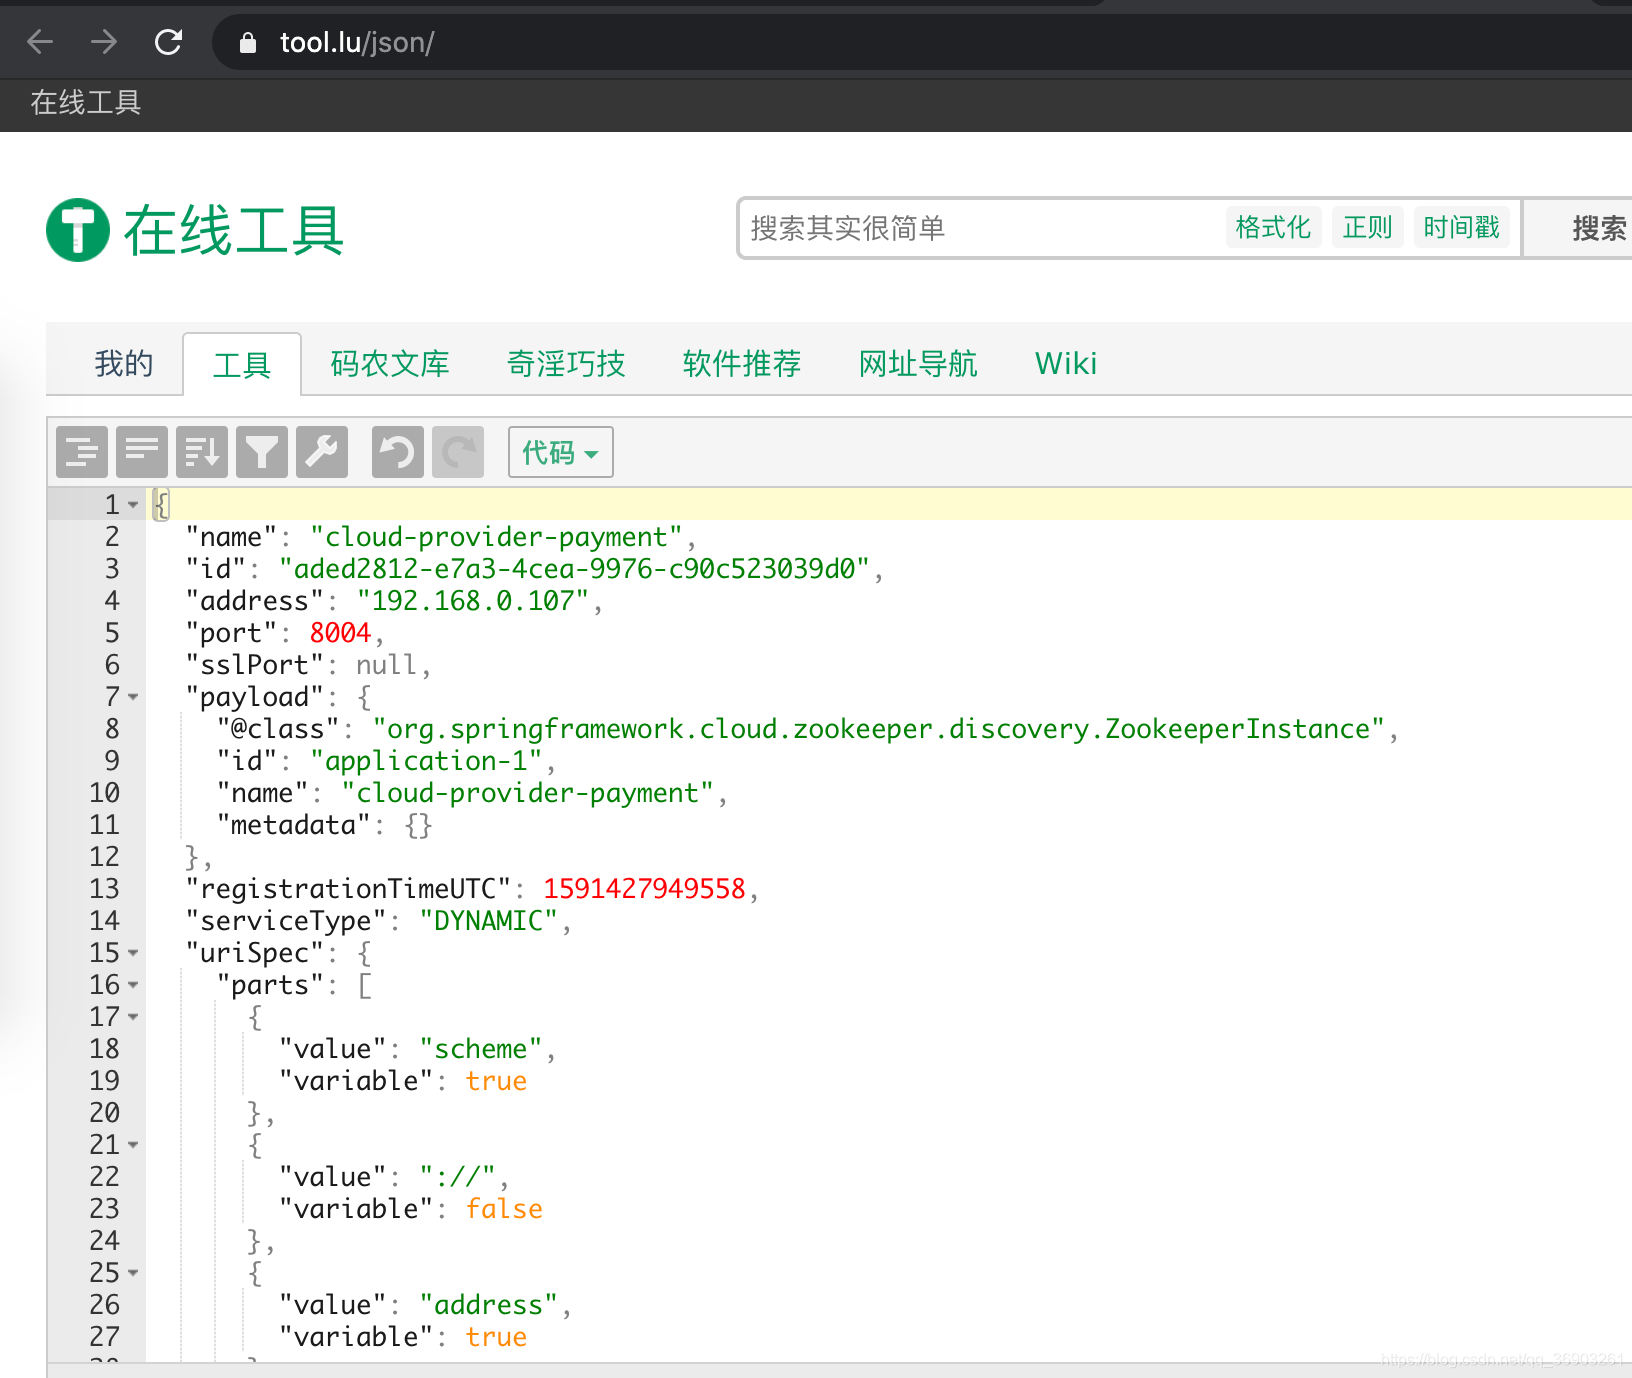 tool.lu/json/
在线工具
在线工具
搜索其实很简单 格式化 正则 时间戳 搜索
我的 工具 码农文库 奇淫巧技 软件推荐 网址导航 Wiki
代码
1 {
2 "name": "cloud-provider-payment",
3 "id": "aded2812-e7a3-4cea-9976-c90c523039d0",
4 "address": "192.168.0.107",
5 "port": 8004,
6 "sslPort": null,
7 "payload": {
8 "@class": "org.springframework.cloud.zookeeper.discovery.ZookeeperInstance",
9 "id": "application-1",
10 "name": "cloud-provider-payment",
11 "metadata": {}
12 },
13 "registrationTimeUTC": 1591427949558,
14 "serviceType": "DYNAMIC",
15 "uriSpec": {
16 "parts": [
17 {
18 "value": "scheme",
19 "variable": true
20 },
21 {
22 "value": "://",
23 "variable": false
24 },
25 {
26 "value": "address",
27 "variable": true
https://blog.csdn.net/qq_36903261